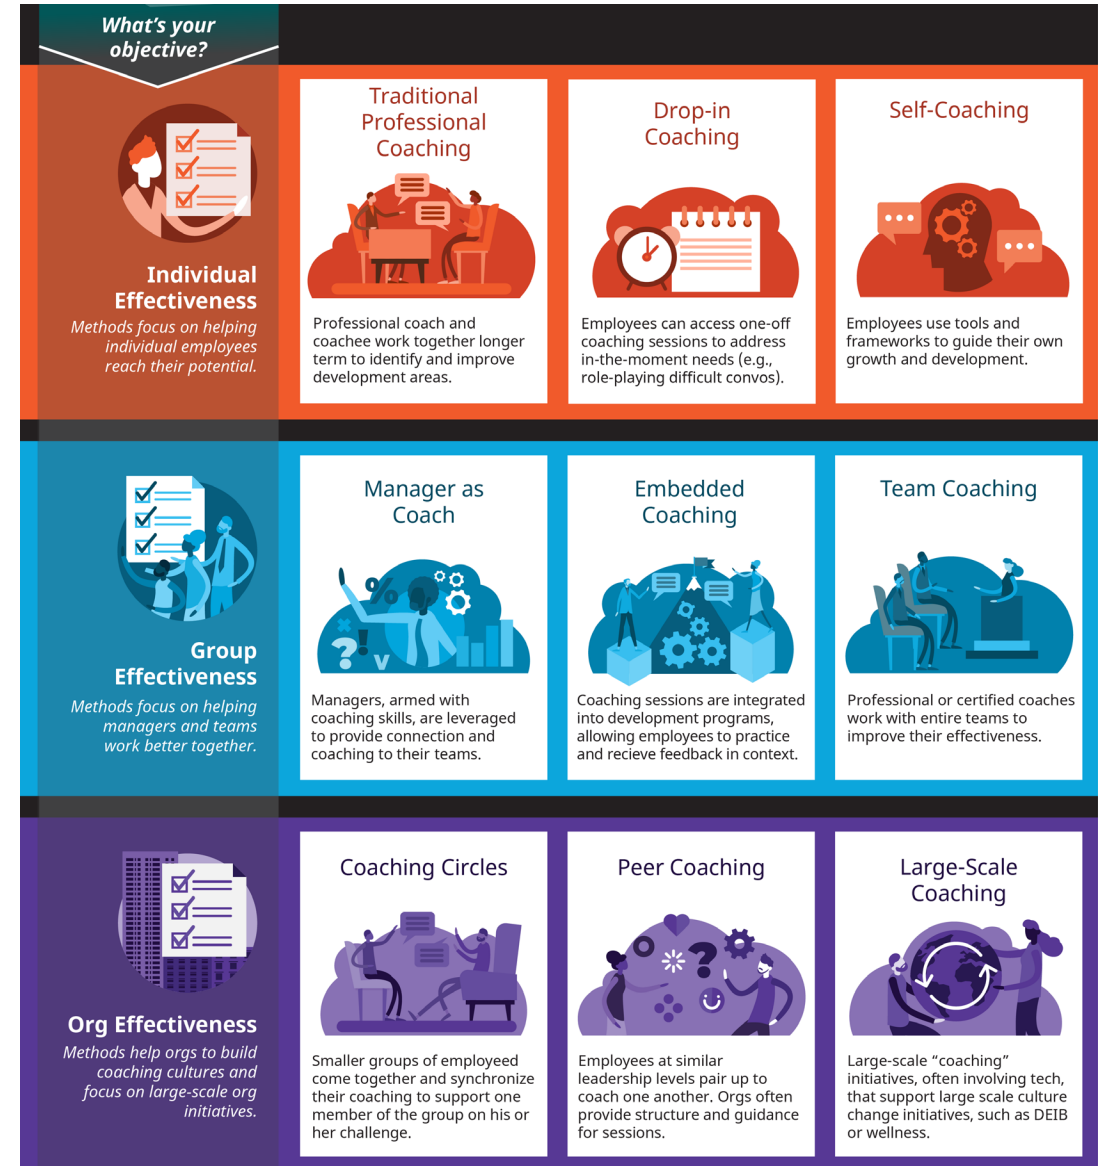 What's your
objective?
Individual
Effectiveness
Methods focus on helping
individual employees
reach their potential.
Traditional
Professional
Coaching
Professional coach and
coachee work together longer
term to identify and improve
development areas.
Drop-in
Coaching
Employees can access one-off
coaching sessions to address
in-the-moment needs (e.g.,
role-playing difficult convos).
Self-Coaching
Employees use tools and
frameworks to guide their own
growth and development.
Group
Effectiveness
Methods focus on helping
managers and teams
work better together.
Manager as
Coach
%
x
?
!
v
Managers, armed with
coaching skills, are leveraged
to provide connection and
coaching to their teams.
Embedded
Coaching
Coaching sessions are integrated
into development programs,
allowing employees to practice
and recieve feedback in context.
Team Coaching
Professional or certified coaches
work with entire teams to
improve their effectiveness.
Org Effectiveness
Methods help orgs to build
coaching cultures and
focus on large-scale org
initiatives.
Coaching Circles
Smaller groups of employeed
come together and synchronize
their coaching to support one
member of the group on his or
her challenge.
Peer Coaching
?
Employees at similar
leadership levels pair up to
coach one another. Orgs often
provide structure and guidance
for sessions.
Large-Scale
Coaching
Large-scale “coaching”
initiatives, often involving tech,
that support large scale culture
change initiatives, such as DEIB
or wellness.